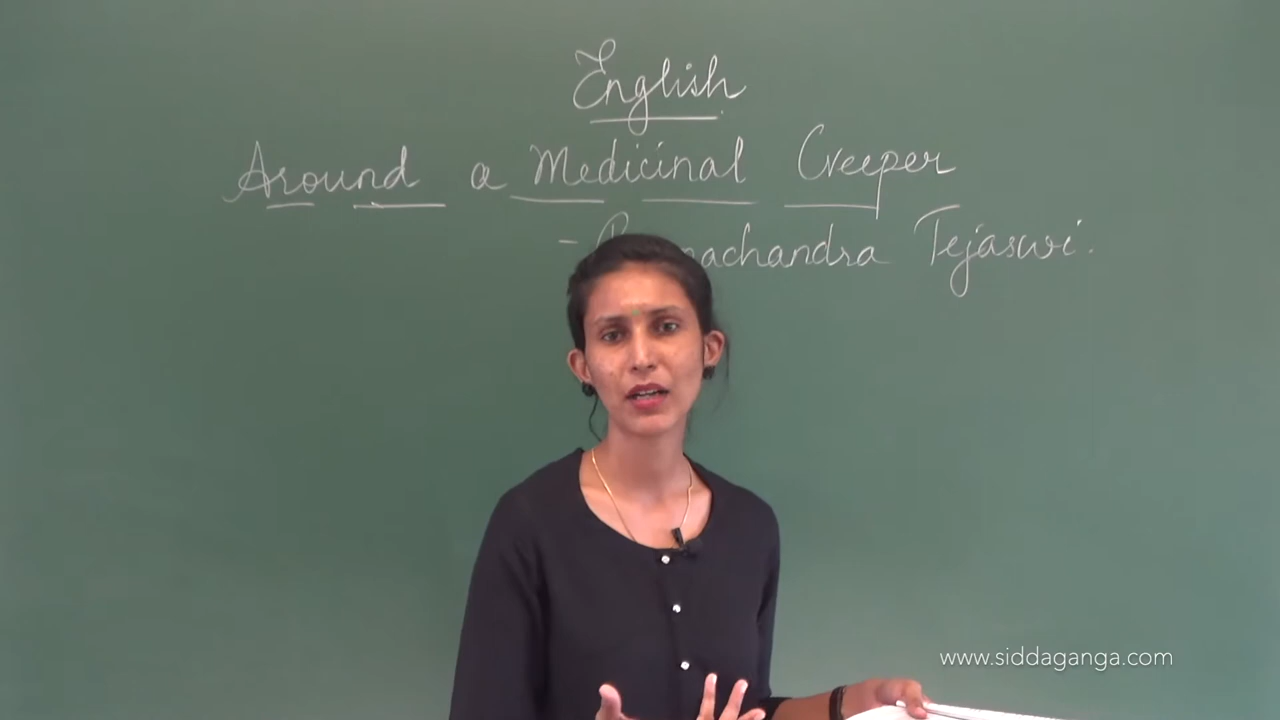 English
Around a Medicinal Creeper
- Tejaswi.
www.siddaganga.com